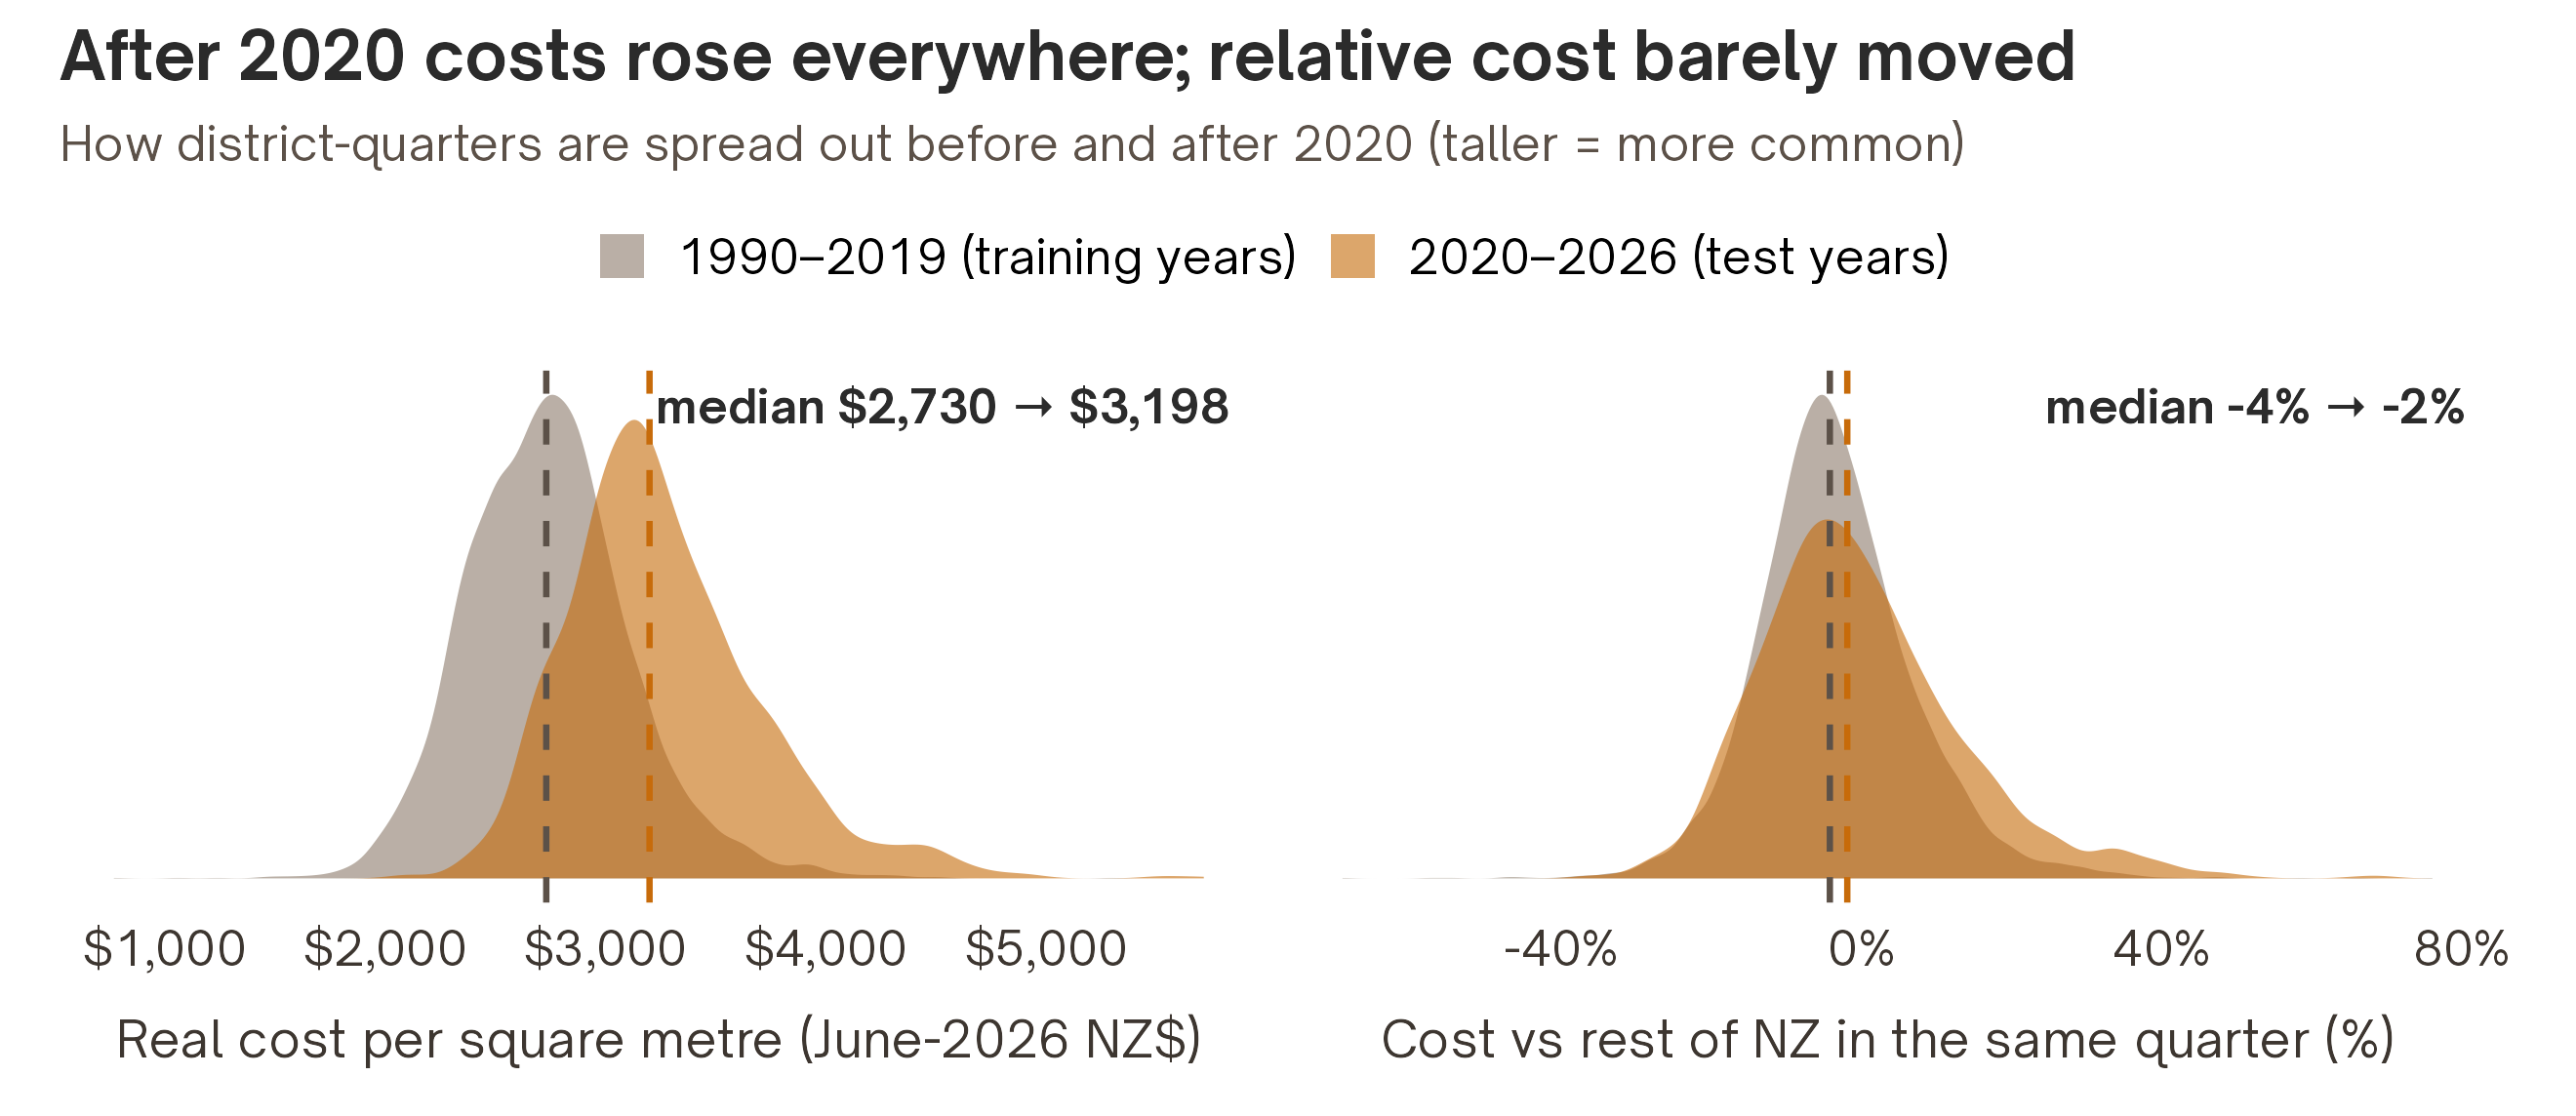 After 2020 costs rose everywhere; relative cost barely moved
How district-quarters are spread out before and after 2020 (taller = more common)
1990–2019 (training years) 2020–2026 (test years)
median $2,730 → $3,198
median -4% → -2%
$1,000 $2,000 $3,000 $4,000 $5,000
-40% 0% 40% 80%
Real cost per square metre (June-2026 NZ$)
Cost vs rest of NZ in the same quarter (%)